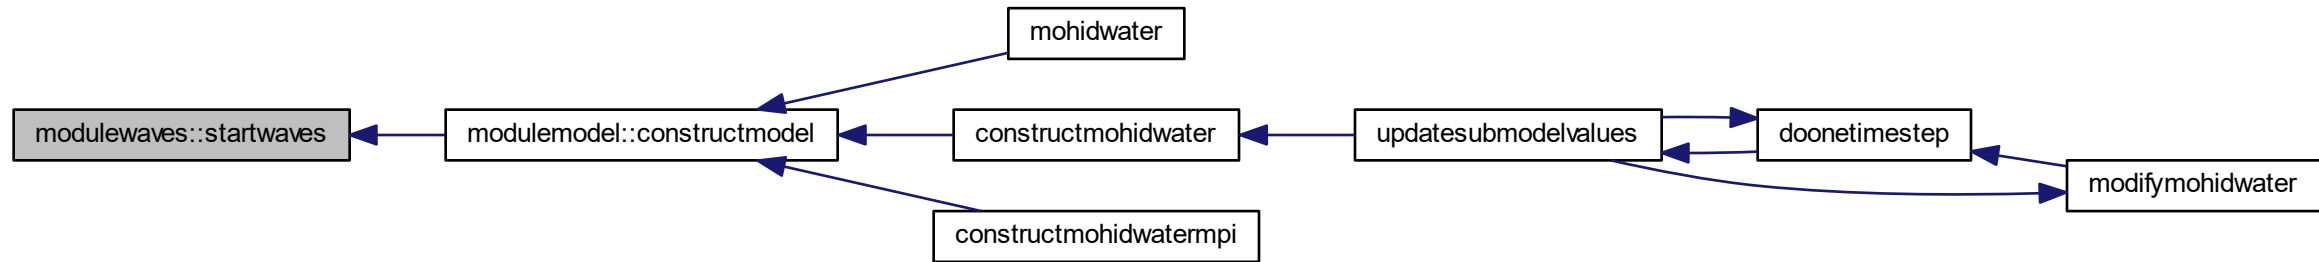 mohidwater
modulewaves::startwaves
modulemodel::constructmodel
constructmohidwater
updatesubmodelvalues
doonetimestep
modifymohidwater
constructmohidwatermpi